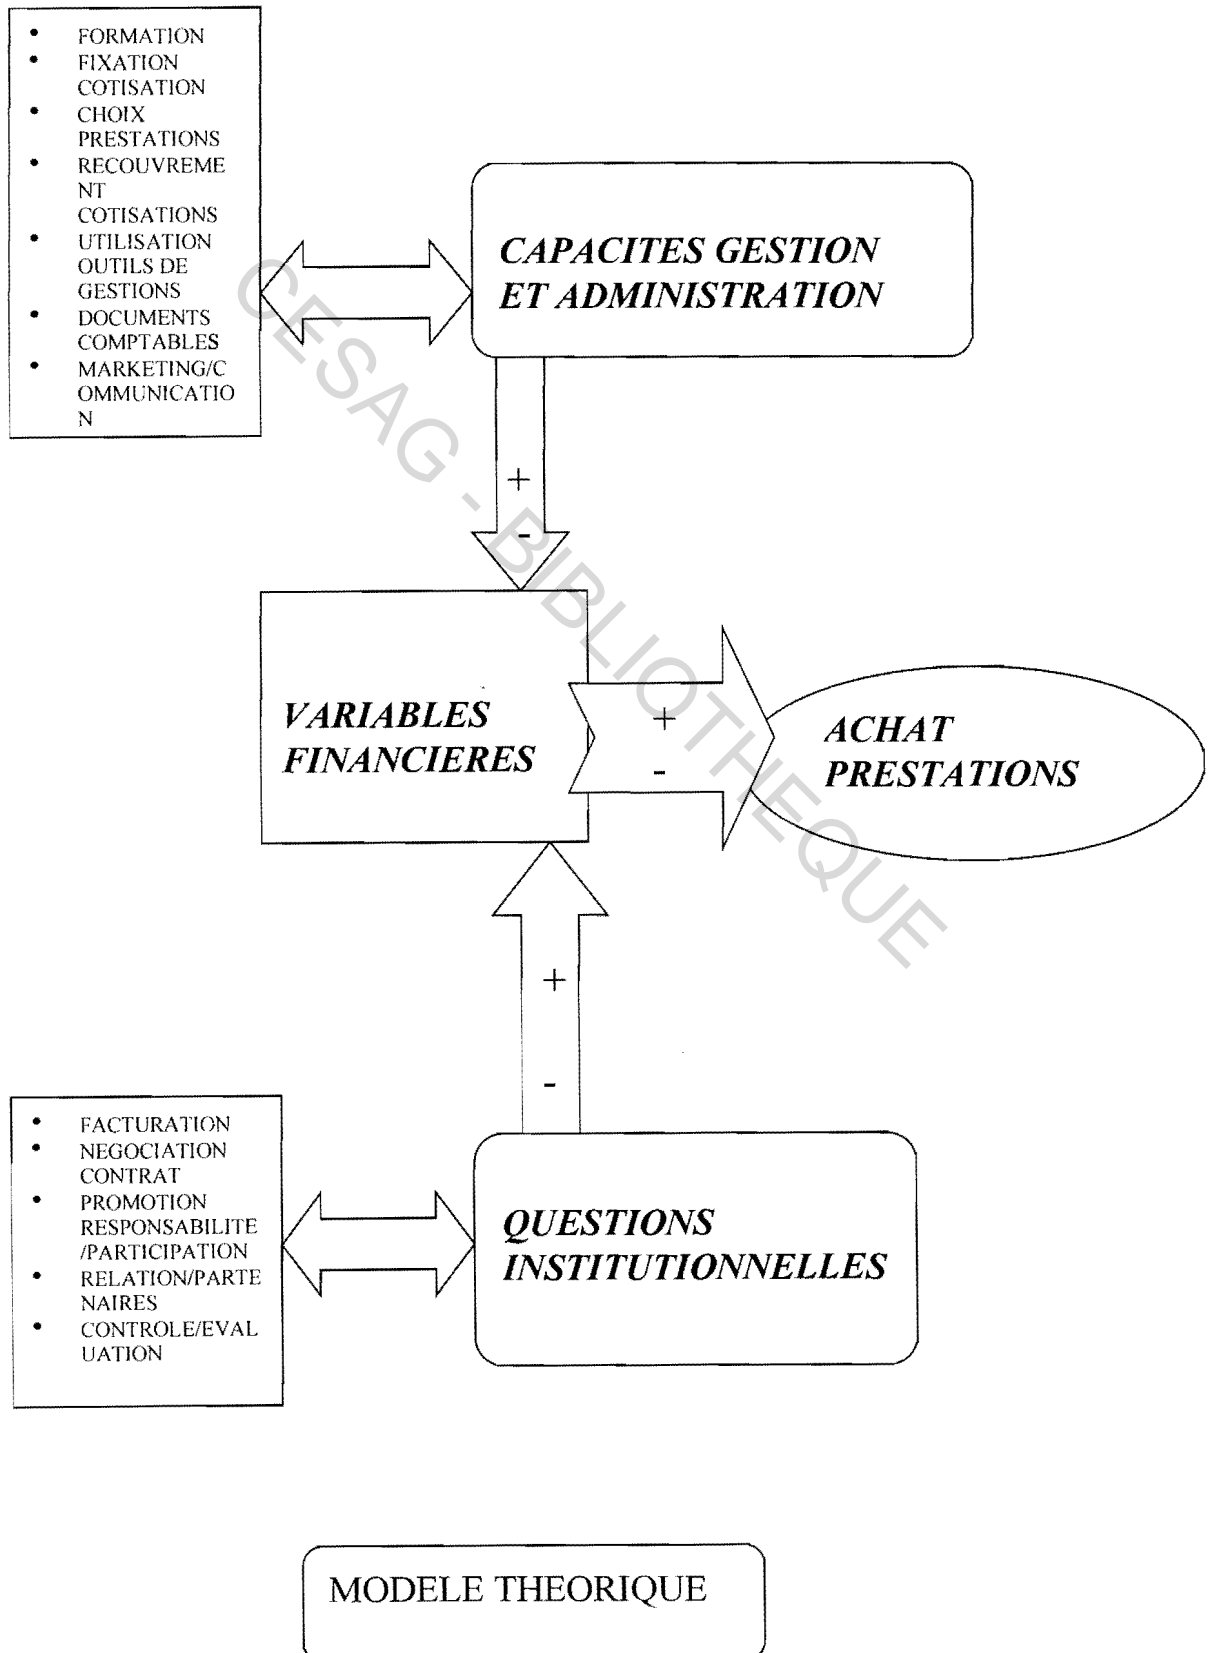 • FORMATION
• FIXATION
COTISATION
• CHOIX
PRESTATIONS
• RECOUVREME
NT
COTISATIONS
• UTILISATION
OUTILS DE
GESTIONS
• DOCUMENTS
COMPTABLES
• MARKETING/C
OMMUNICATIO
N
CAPACITES GESTION
ET ADMINISTRATION
+
-
VARIABLES
FINANCIERES
+
-
ACHAT
PRESTATIONS
+
-
• FACTURATION
• NEGOCIATION
CONTRAT
• PROMOTION
RESPONSABILITE
/PARTICIPATION
• RELATION/PARTE
NAIRES
• CONTROLE/EVAL
UATION
QUESTIONS
INSTITUTIONNELLES
MODELE THEORIQUE
CESAG - BIBLIOTHEQUE